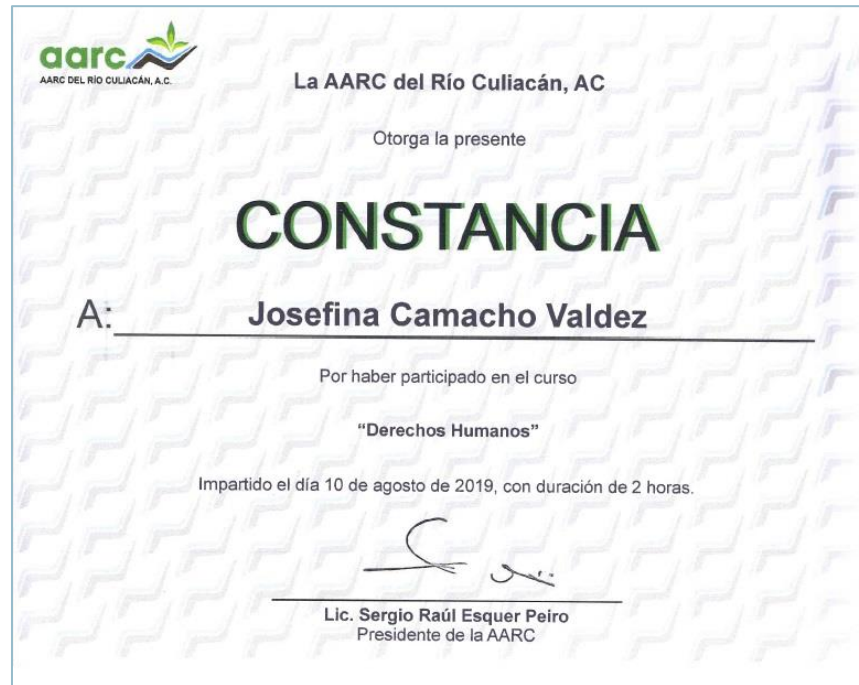 aarc
AARC DEL RÍO CULIACÁN, A.C.
La AARC del Río Culiacán, AC
Otorga la presente
CONSTANCIA
A: Josefina Camacho Valdez
Por haber participado en el curso
“Derechos Humanos”
Impartido el día 10 de agosto de 2019, con duración de 2 horas.
Lic. Sergio Raúl Esquer Peiro
Presidente de la AARC